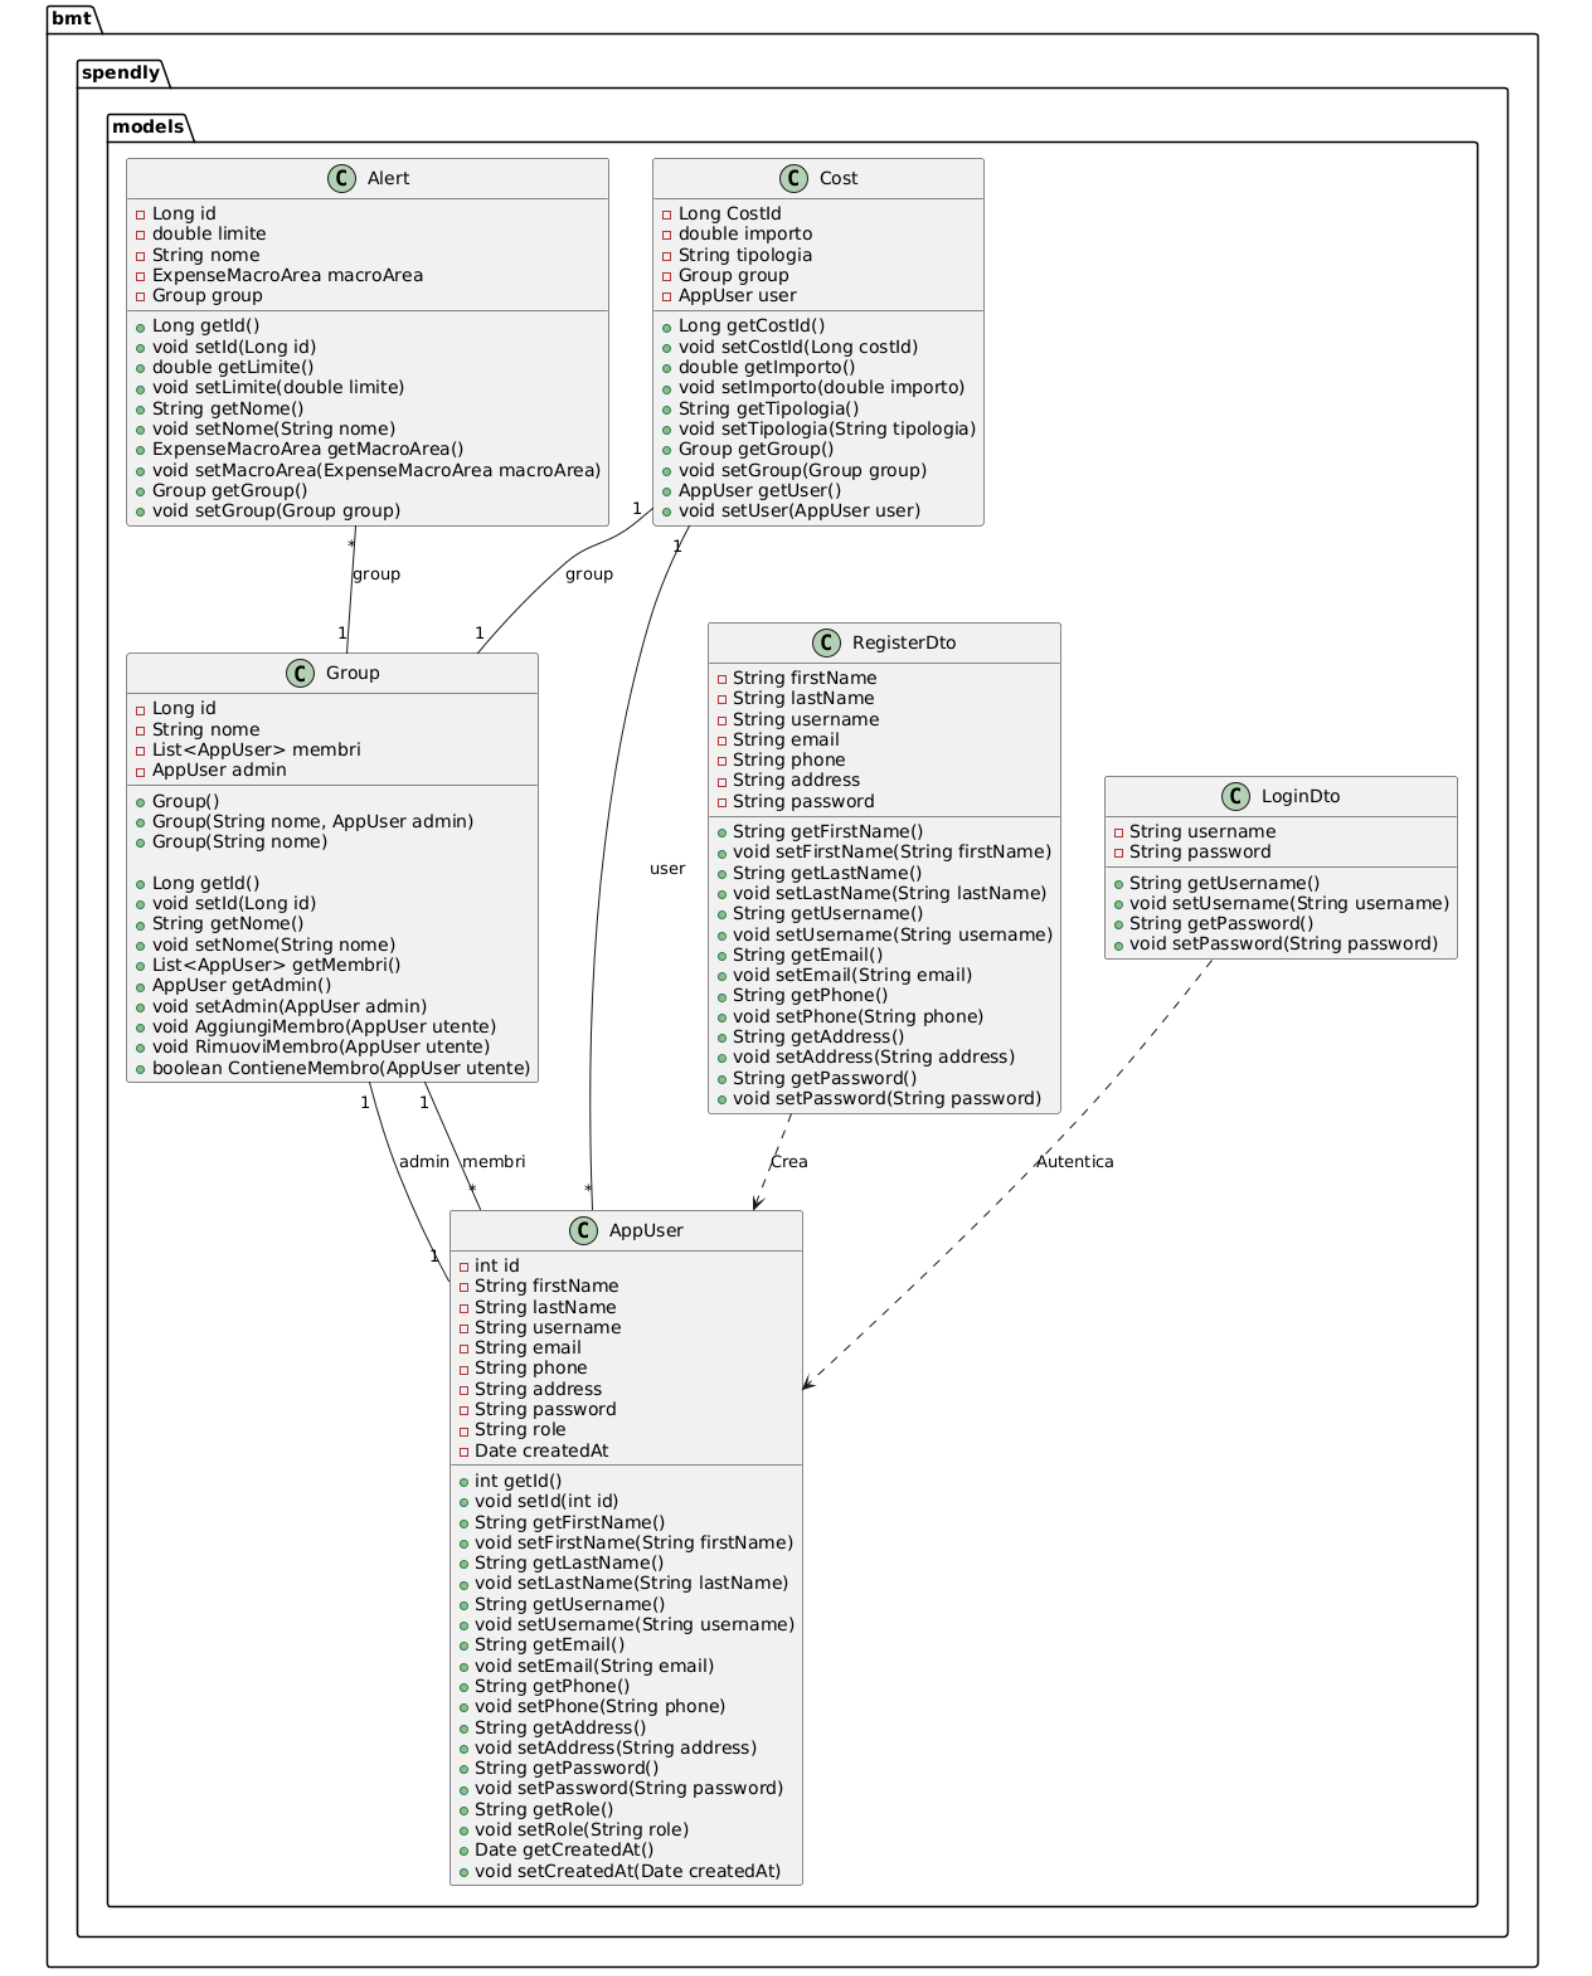 bmt
spendly
models
C Alert
Long id
double limite
String nome
ExpenseMacroArea macroArea
Group group
Long getId()
void setId(Long id)
double getLimite()
void setLimite(double limite)
String getNome()
void setNome(String nome)
ExpenseMacroArea getMacroArea()
void setMacroArea(ExpenseMacroArea macroArea)
Group getGroup()
void setGroup(Group group)
C Cost
Long CostId
double importo
String tipologia
Group group
AppUser user
Long getCostId()
void setCostId(Long costId)
double getImporto()
void setImporto(double importo)
String getTipologia()
void setTipologia(String tipologia)
Group getGroup()
void setGroup(Group group)
AppUser getUser()
void setUser(AppUser user)
*
group
1
1
group
1
1
user
*
C Group
Long id
String nome
List<AppUser> membri
AppUser admin
Group()
Group(String nome, AppUser admin)
Group(String nome)
Long getId()
void setId(Long id)
String getNome()
void setNome(String nome)
List<AppUser> getMembri()
AppUser getAdmin()
void setAdmin(AppUser admin)
void AggiungiMembro(AppUser utente)
void RimuoviMembro(AppUser utente)
boolean ContieneMembro(AppUser utente)
C RegisterDto
String firstName
String lastName
String username
String email
String phone
String address
String password
String getFirstName()
void setFirstName(String firstName)
String getLastName()
void setLastName(String lastName)
String getUsername()
void setUsername(String username)
String getEmail()
void setEmail(String email)
String getPhone()
void setPhone(String phone)
String getAddress()
void setAddress(String address)
String getPassword()
void setPassword(String password)
C LoginDto
String username
String password
String getUsername()
void setUsername(String username)
String getPassword()
void setPassword(String password)
1
admin
1
1
membri
*
Crea
Autentica
C AppUser
int id
String firstName
String lastName
String username
String email
String phone
String address
String password
String role
Date createdAt
int getId()
void setId(int id)
String getFirstName()
void setFirstName(String firstName)
String getLastName()
void setLastName(String lastName)
String getUsername()
void setUsername(String username)
String getEmail()
void setEmail(String email)
String getPhone()
void setPhone(String phone)
String getAddress()
void setAddress(String address)
String getPassword()
void setPassword(String password)
String getRole()
void setRole(String role)
Date getCreatedAt()
void setCreatedAt(Date createdAt)